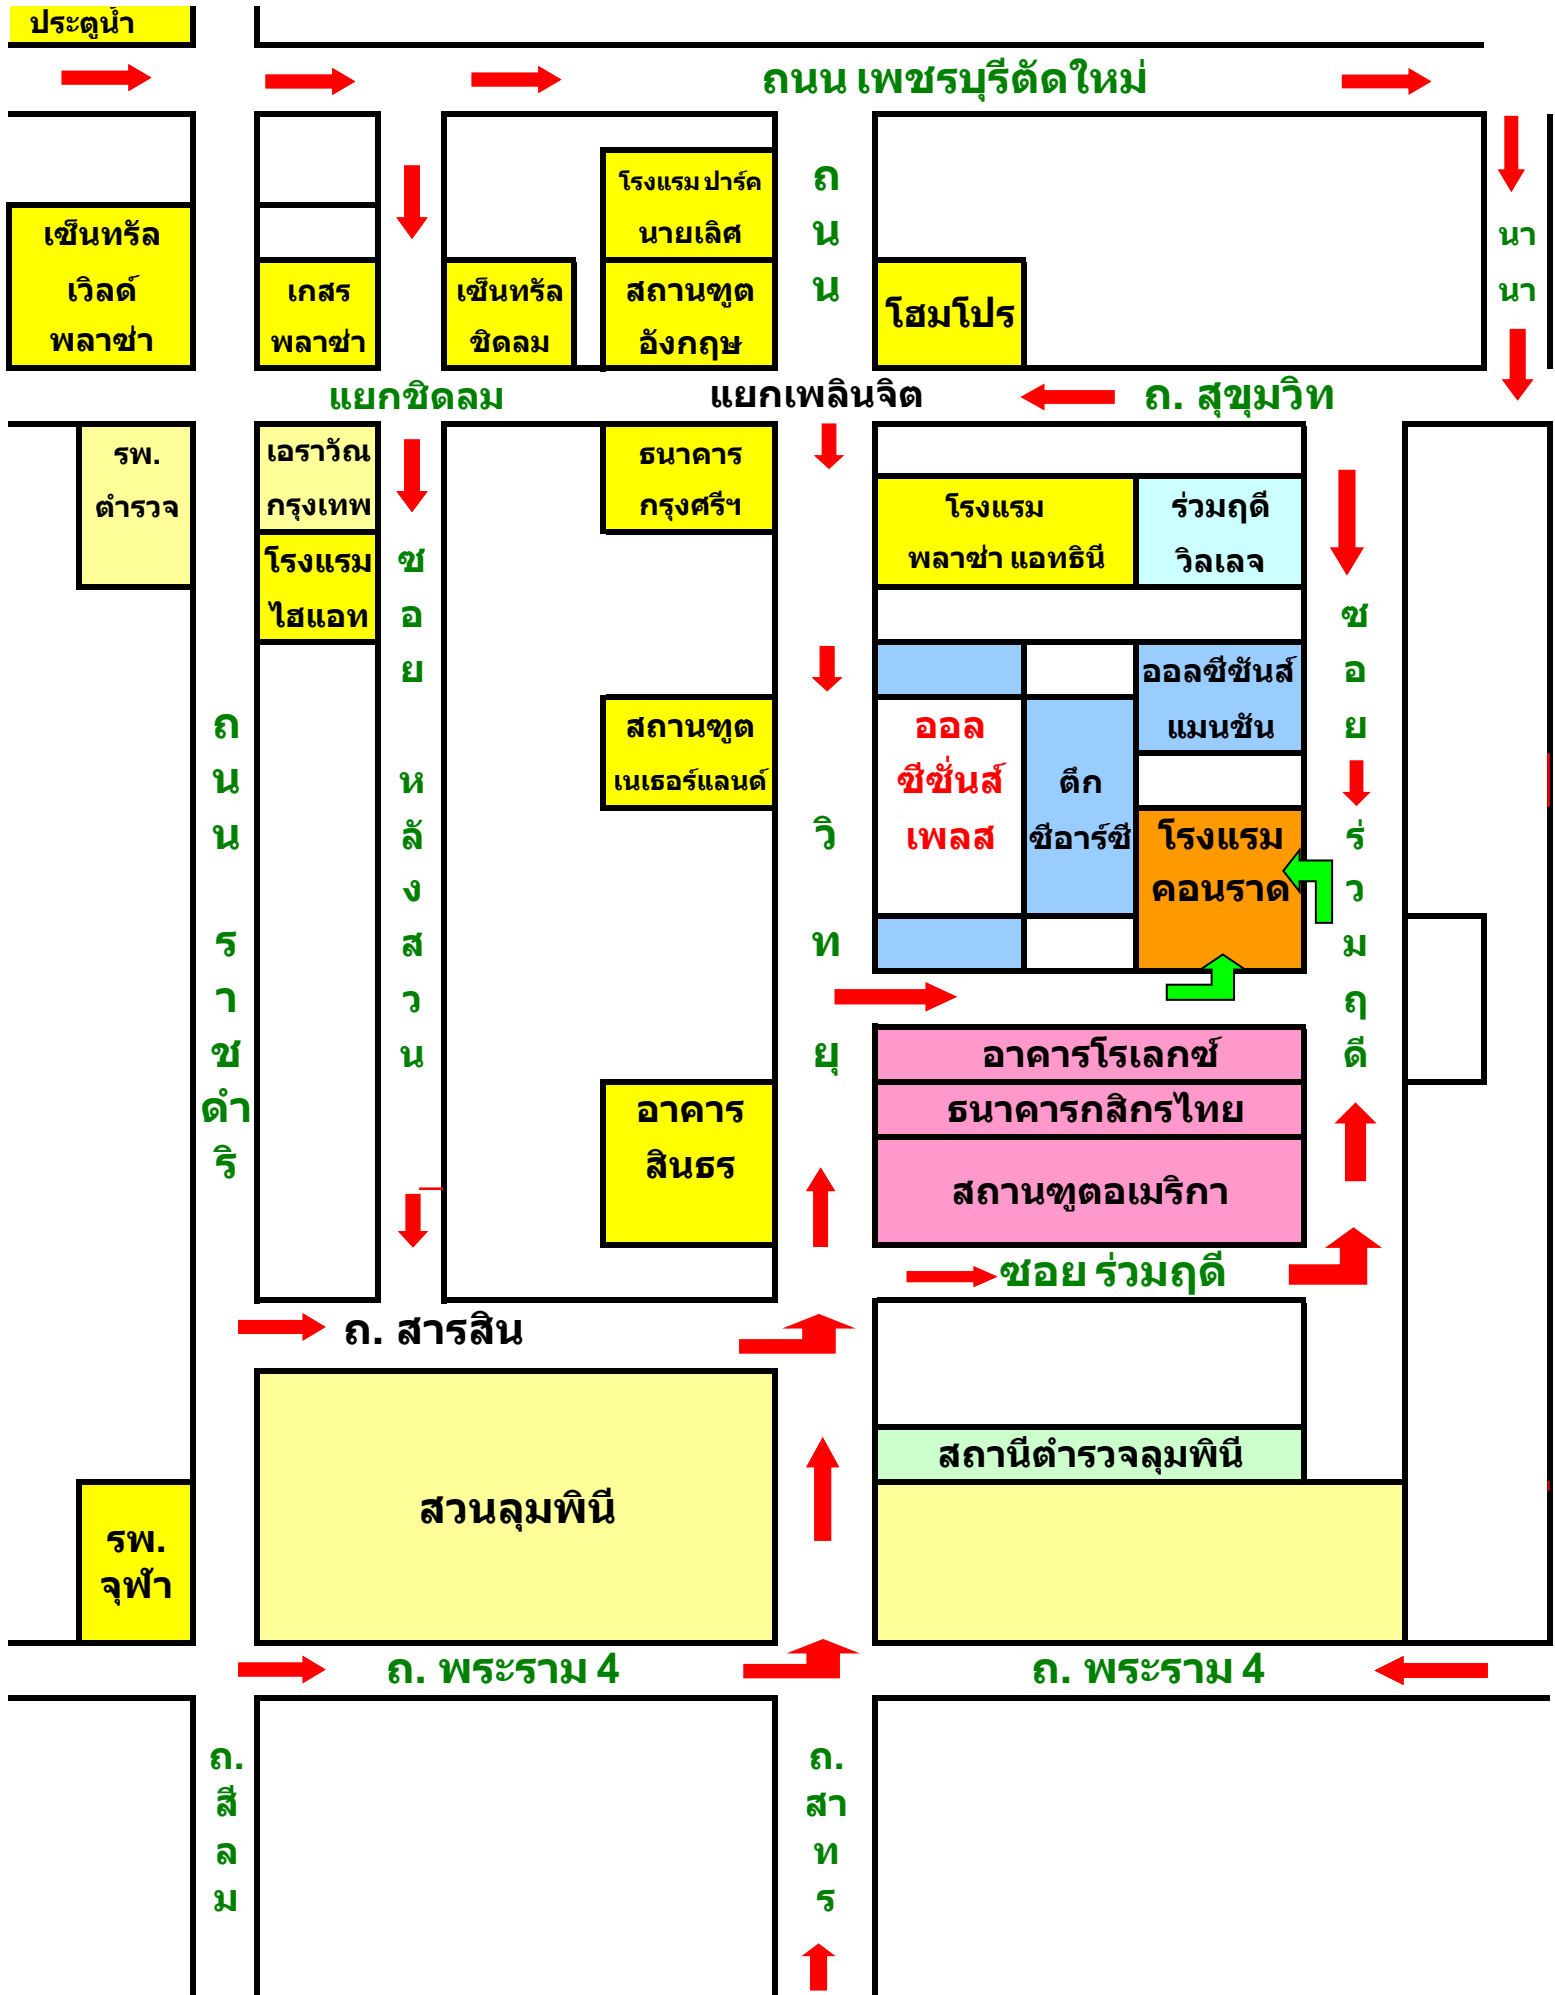 ประตูน้ำ
ถนน เพชรบุรีตัดใหม่
โรงแรม ปาร์ค
นายเลิศ
ถนน
นานา
เซ็นทรัล
เวิลด์
พลาซ่า
เกสร
พลาซ่า
เซ็นทรัล
ชิดลม
สถานฑูต
อังกฤษ
โฮมโปร
แยกชิดลม
แยกเพลินจิต
ถ. สุขุมวิท
รพ.
ตำรวจ
เอราวัณ
กรุงเทพ
ธนาคาร
กรุงศรีฯ
โรงแรม
พลาซ่า แอทธินี
ร่วมฤดี
วิลเลจ
โรงแรม
ไฮแอท
ซอย หลังสวน
ซอย ร่วมฤดี
ออลซีซันส์
แมนชัน
ถนน ราชดำริ
สถานฑูต
เนเธอร์แลนด์
ออล
ซีซั่นส์
เพลส
ตึก
ซีอาร์ซี
วิทยุ
โรงแรม
คอนราด
อาคารโรเลกซ์
ธนาคารกสิกรไทย
อาคาร
สินธร
สถานฑูตอเมริกา
ซอย ร่วมฤดี
ถ. สารสิน
สถานีตำรวจลุมพินี
สวนลุมพินี
รพ.
จุฬา
ถ. พระราม 4
ถ. พระราม 4
ถ. สีลม
ถ. สาทร